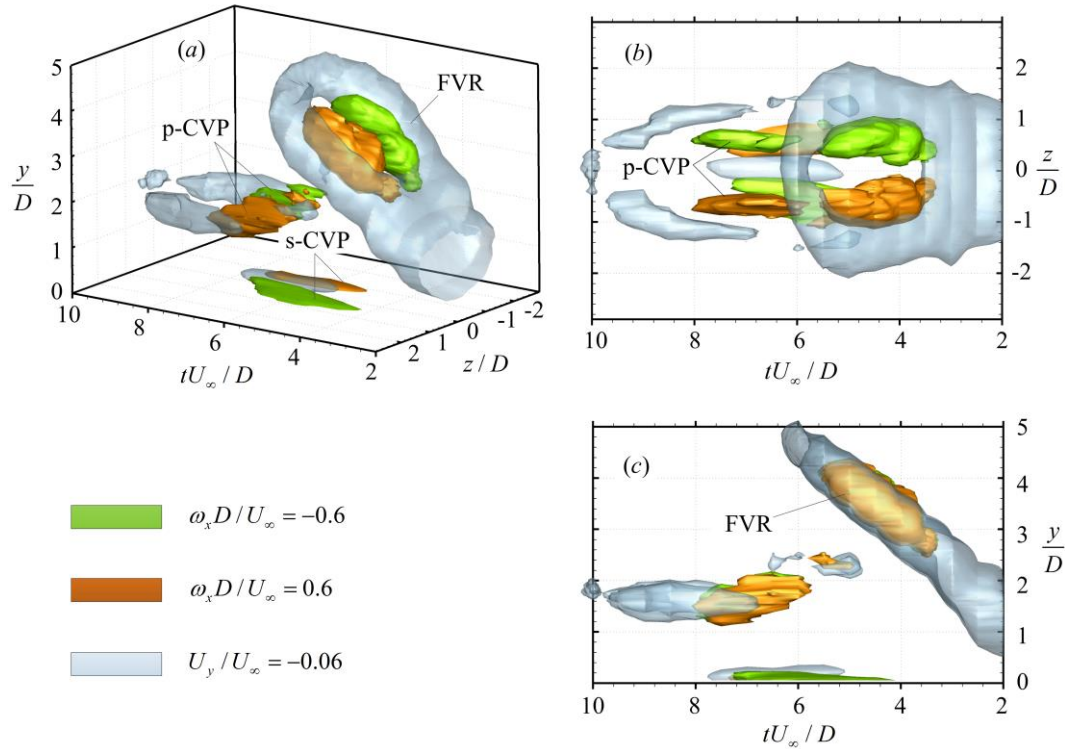 (a)
FVR
p-CVP
s-CVP
y/D
5
4
3
2
1
0
10
8
6
4
2
tU∞/D
2
1
0
-1
-2
z/D
(b)
p-CVP
2
1
0
-1
-2
z/D
10
8
6
4
2
tU∞/D
(c)
FVR
5
4
3
2
1
0
y/D
10
8
6
4
2
tU∞/D
ωxD/U∞=−0.6
ωxD/U∞=0.6
Uy/U∞=−0.06